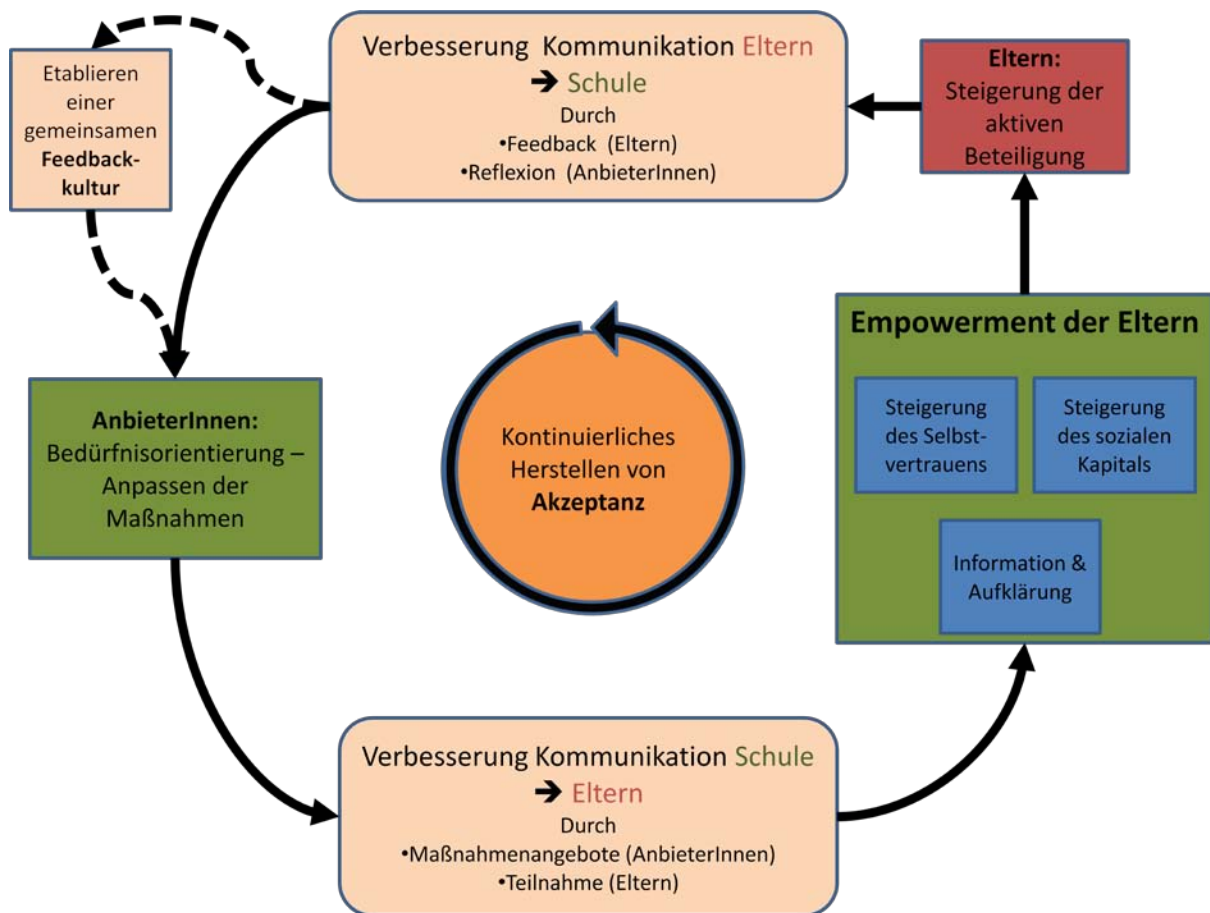 Verbesserung Kommunikation Eltern
➔ Schule
Durch
•Feedback (Eltern)
•Reflexion (AnbieterInnen)
Etablieren
einer
gemeinsamen
Feedback-
kultur
Eltern:
Steigerung der
aktiven
Beteiligung
AnbieterInnen:
Bedürfnisorientierung –
Anpassen der
Maßnahmen
Kontinuierliches
Herstellen von
Akzeptanz
Empowerment der Eltern
Steigerung
des Selbst-
vertrauens
Steigerung
des sozialen
Kapitals
Information &
Aufklärung
Verbesserung Kommunikation Schule
➔ Eltern
Durch
•Maßnahmenangebote (AnbieterInnen)
•Teilnahme (Eltern)